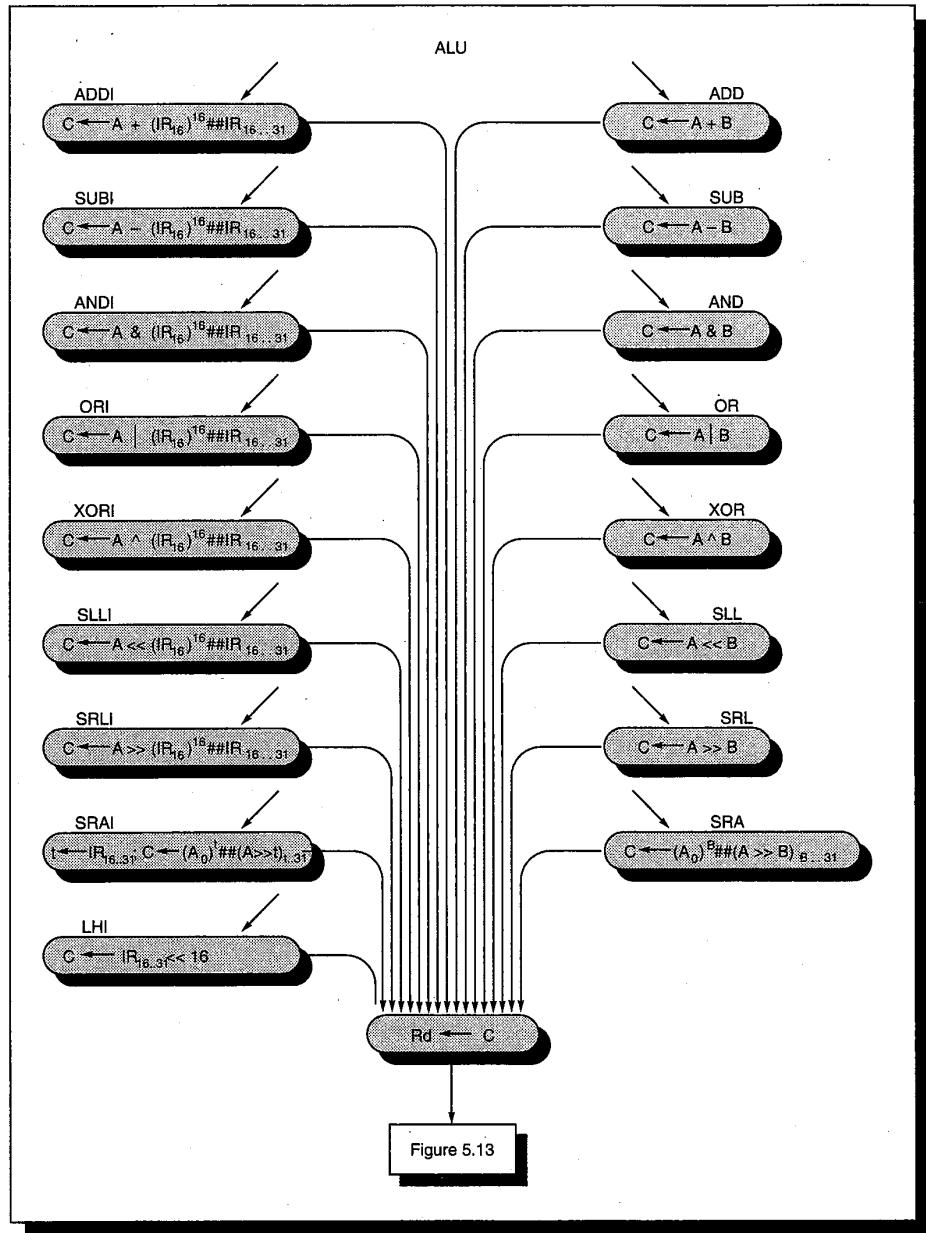 ALU
ADDI
C ← A + (IR₁₆)¹⁶##IR₁₆..₃₁
ADD
C ← A + B
SUBI
C ← A − (IR₁₆)¹⁶##IR₁₆..₃₁
SUB
C ← A − B
ANDI
C ← A & (IR₁₆)¹⁶##IR₁₆..₃₁
AND
C ← A & B
ORI
C ← A | (IR₁₆)¹⁶##IR₁₆..₃₁
OR
C ← A | B
XORI
C ← A ^ (IR₁₆)¹⁶##IR₁₆..₃₁
XOR
C ← A ^ B
SLLI
C ← A << (IR₁₆)¹⁶##IR₁₆..₃₁
SLL
C ← A << B
SRLI
C ← A >> (IR₁₆)¹⁶##IR₁₆..₃₁
SRL
C ← A >> B
SRAI
t ← IR₁₆..₃₁; C ← (A₀)ᵗ##(A>>t)ₜ..₃₁
SRA
C ← (A₀)ᴮ##(A >> B) B..₃₁
LHI
C ← IR₁₆..₃₁ << 16
Rd ← C
Figure 5.13